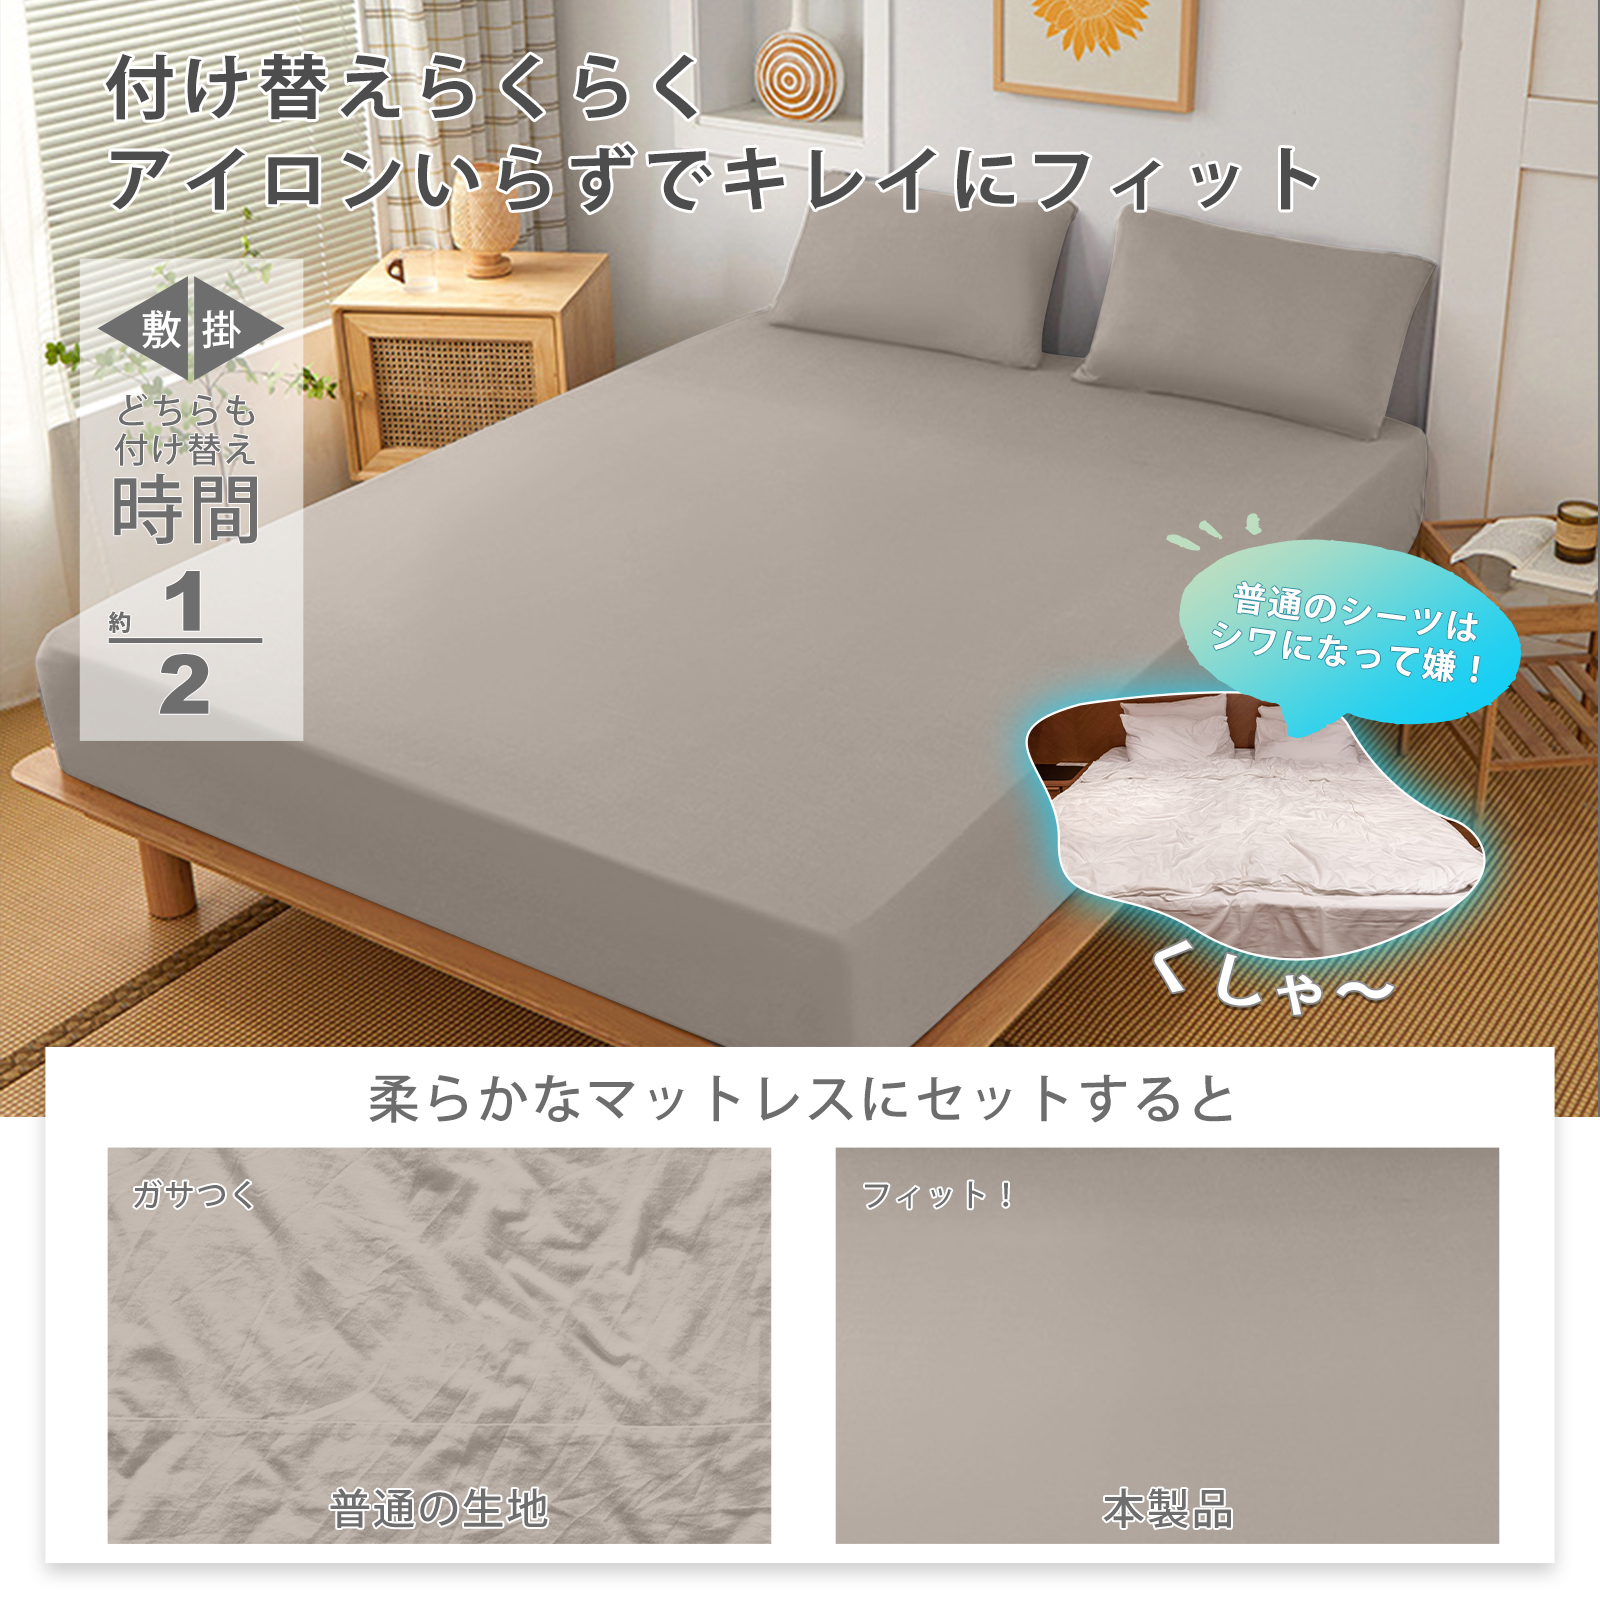 付け替えらくらく
アイロンいらずでキレイにフィット
敷 掛
どちらも
付け替え
時間
約 1
2
普通のシーツは
シワになって嫌！
くしゃ〜
柔らかなマットレスにセットすると
ガサつく
フィット！
普通の生地
本製品